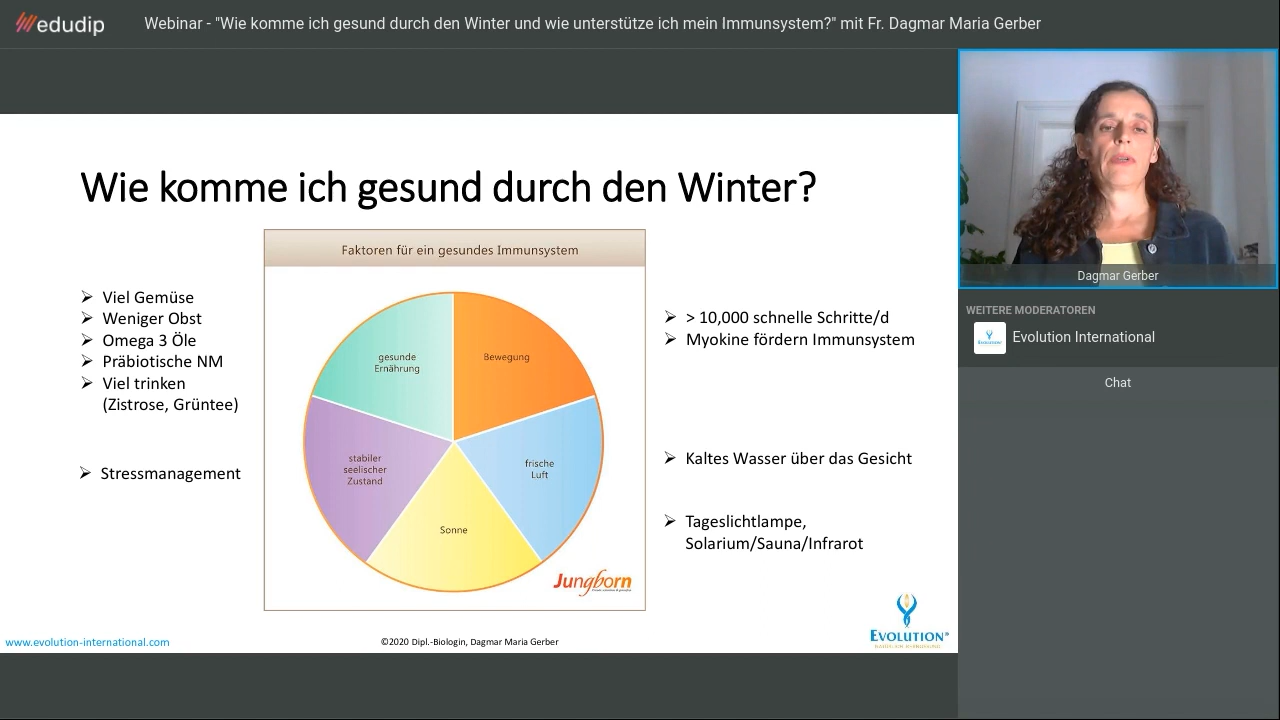 edudip
Webinar - "Wie komme ich gesund durch den Winter und wie unterstütze ich mein Immunsystem?" mit Fr. Dagmar Maria Gerber
Wie komme ich gesund durch den Winter?
Faktoren für ein gesundes Immunsystem
➢ Viel Gemüse
➢ Weniger Obst
➢ Omega 3 Öle
➢ Präbiotische NM
➢ Viel trinken
(Zistrose, Grüntee)
➢ Stressmanagement
gesunde
Ernährung
Bewegung
stabiler
seelischer
Zustand
frische
Luft
Sonne
Jungborn
➢ > 10,000 schnelle Schritte/d
➢ Myokine fördern Immunsystem
➢ Kaltes Wasser über das Gesicht
➢ Tageslichtlampe,
Solarium/Sauna/Infrarot
www.evolution-international.com
©2020 Dipl.-Biologin, Dagmar Maria Gerber
EVOLUTION®
Dagmar Gerber
WEITERE MODERATOREN
EVOLUTION
Evolution International
Chat